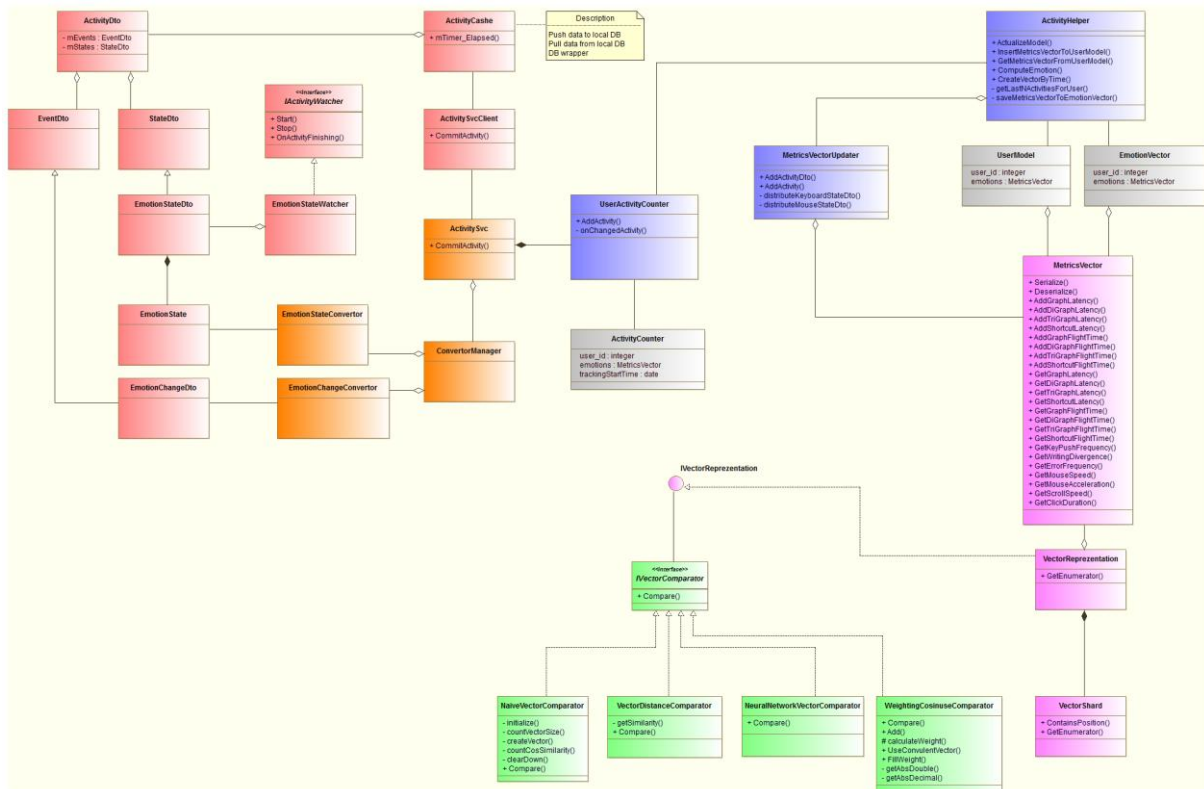 ActivityDto
- mEvents : EventDto
- mStates : StateDto
ActivityCashe
+ mTimer_Elapsed()
Description
Push data to local DB
Pull data from local DB
DB wrapper
ActivityHelper
+ ActualizeModel()
+ InsertMetricsVectorToUserModel()
+ GetMetricsVectorFromUserModel()
+ ComputeEmotion()
+ CreateVectorByTime()
- getLastNActivitiesForUser()
- saveMetricsVectorToEmotionVector()
EventDto
StateDto
<<Interface>>
IActivityWatcher
+ Start()
+ Stop()
+ OnActivityFinishing()
ActivitySvcClient
+ CommitActivity()
MetricsVectorUpdater
+ AddActivityDto()
+ AddActivity()
- distributeKeyboardStateDto()
- distributeMouseStateDto()
UserModel
user_id : integer
emotions : MetricsVector
EmotionVector
user_id : integer
emotions : MetricsVector
EmotionStateDto
EmotionStateWatcher
ActivitySvc
+ CommitActivity()
UserActivityCounter
+ AddActivity()
- onChangedActivity()
MetricsVector
+ Serialize()
+ Deserialize()
+ AddGraphLatency()
+ AddDiGraphLatency()
+ AddTriGraphLatency()
+ AddShortcutLatency()
+ AddGraphFlightTime()
+ AddDiGraphFlightTime()
+ AddTriGraphFlightTime()
+ AddShortcutFlightTime()
+ GetGraphLatency()
+ GetDiGraphLatency()
+ GetTriGraphLatency()
+ GetShortcutLatency()
+ GetGraphFlightTime()
+ GetDiGraphFlightTime()
+ GetTriGraphFlightTime()
+ GetShortcutFlightTime()
+ GetKeyPushFrequency()
+ GetWritingDivergence()
+ GetErrorFrequency()
+ GetMouseSpeed()
+ GetMouseAcceleration()
+ GetScrollSpeed()
+ GetClickDuration()
EmotionState
EmotionStateConvertor
ConvertorManager
ActivityCounter
user_id : integer
emotions : MetricsVector
trackingStartTime : date
EmotionChangeDto
EmotionChangeConvertor
IVectorReprezentation
<<Interface>>
IVectorComparator
+ Compare()
VectorReprezentation
+ GetEnumerator()
NaiveVectorComparator
- initialize()
- countVectorSize()
- createVector()
- countCosSimilarity()
- clearDown()
+ Compare()
VectorDistanceComparator
- getSimilarity()
+ Compare()
NeuralNetworkVectorComparator
+ Compare()
WeightingCosinuseComparator
+ Compare()
+ Add()
# calculateWeight()
+ UseConvulentVector()
+ FillWeight()
- getAbsDouble()
- getAbsDecimal()
VectorShard
+ ContainsPosition()
+ GetEnumerator()